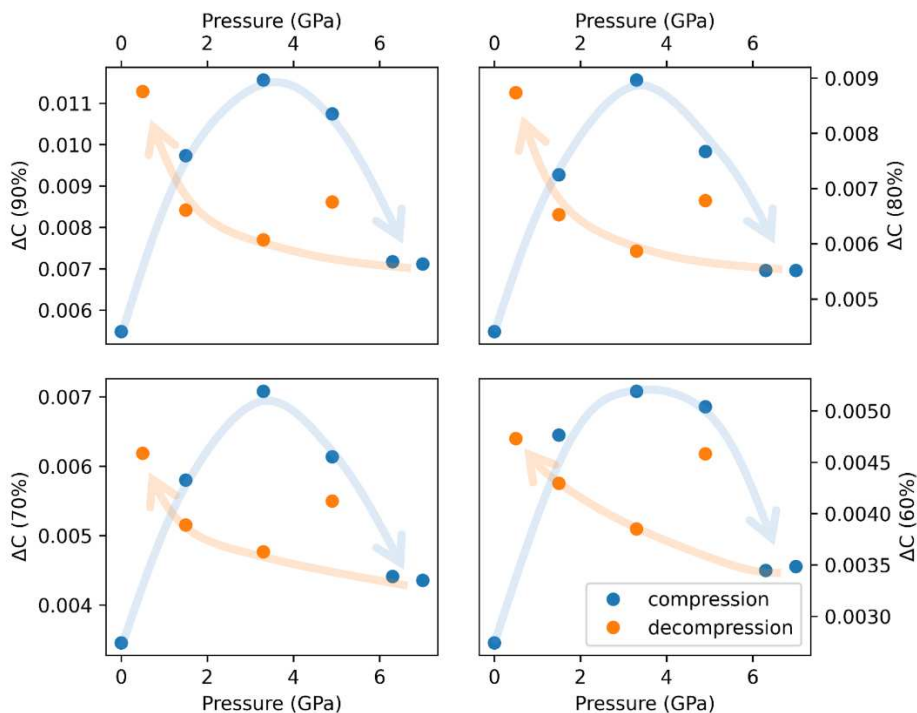 Pressure (GPa)
Pressure (GPa)
0 2 4 6
0 2 4 6
ΔC (90%)
0.011
0.010
0.009
0.008
0.007
0.006
0.009
0.008
0.007
0.006
0.005
ΔC (80%)
ΔC (70%)
0.007
0.006
0.005
0.004
0.0050
0.0045
0.0040
0.0035
0.0030
ΔC (60%)
compression
decompression
0 2 4 6
0 2 4 6
Pressure (GPa)
Pressure (GPa)